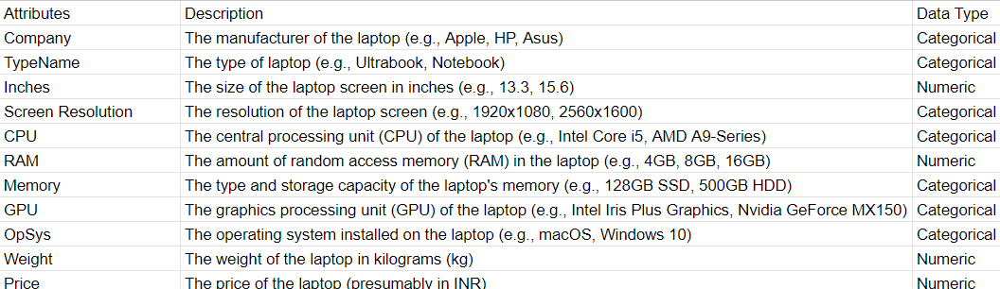 Attributes Description Data Type
Company The manufacturer of the laptop (e.g., Apple, HP, Asus) Categorical
TypeName The type of laptop (e.g., Ultrabook, Notebook) Categorical
Inches The size of the laptop screen in inches (e.g., 13.3, 15.6) Numeric
Screen Resolution The resolution of the laptop screen (e.g., 1920x1080, 2560x1600) Categorical
CPU The central processing unit (CPU) of the laptop (e.g., Intel Core i5, AMD A9-Series) Categorical
RAM The amount of random access memory (RAM) in the laptop (e.g., 4GB, 8GB, 16GB) Numeric
Memory The type and storage capacity of the laptop's memory (e.g., 128GB SSD, 500GB HDD) Categorical
GPU The graphics processing unit (GPU) of the laptop (e.g., Intel Iris Plus Graphics, Nvidia GeForce MX150) Categorical
OpSys The operating system installed on the laptop (e.g., macOS, Windows 10) Categorical
Weight The weight of the laptop in kilograms (kg) Numeric
Price The price of the laptop (presumably in INR) Numeric